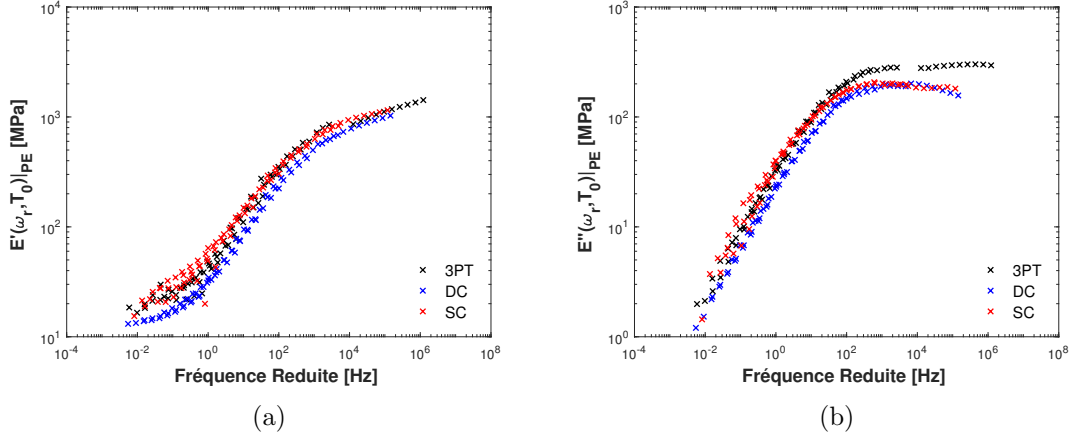 10^4
10^3
10^2
10^1
E'(ω_r,T_0)|_PE [MPa]
3PT
DC
SC
10^-4 10^-2 10^0 10^2 10^4 10^6 10^8
Fréquence Reduite [Hz]
(a)
10^3
10^2
10^1
10^0
E"(ω_r,T_0)|_PE [MPa]
3PT
DC
SC
10^-4 10^-2 10^0 10^2 10^4 10^6 10^8
Fréquence Reduite [Hz]
(b)